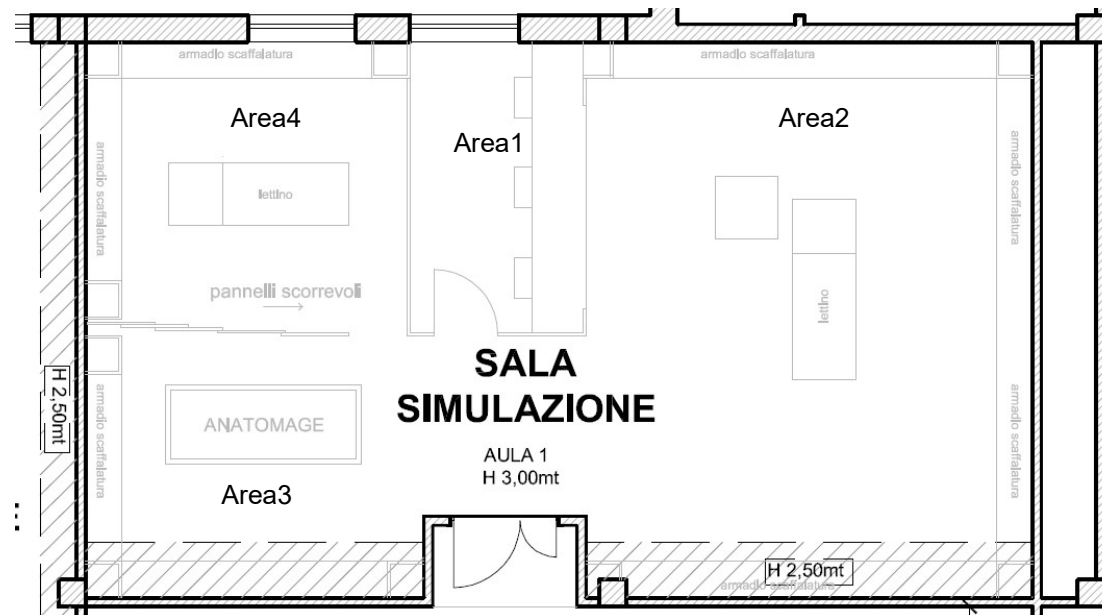 armadio scaffalatura
armadio scaffalatura
Area4
Area1
Area2
armadio scaffalatura
armadio scaffalatura
lettino
pannelli scorrevoli
lettino
SALA
SIMULAZIONE
H 2,50mt
armadio scaffalatura
ANATOMAGE
armadio scaffalatura
AULA 1
H 3,00mt
Area3
H 2,50mt
armadio scaffalatura